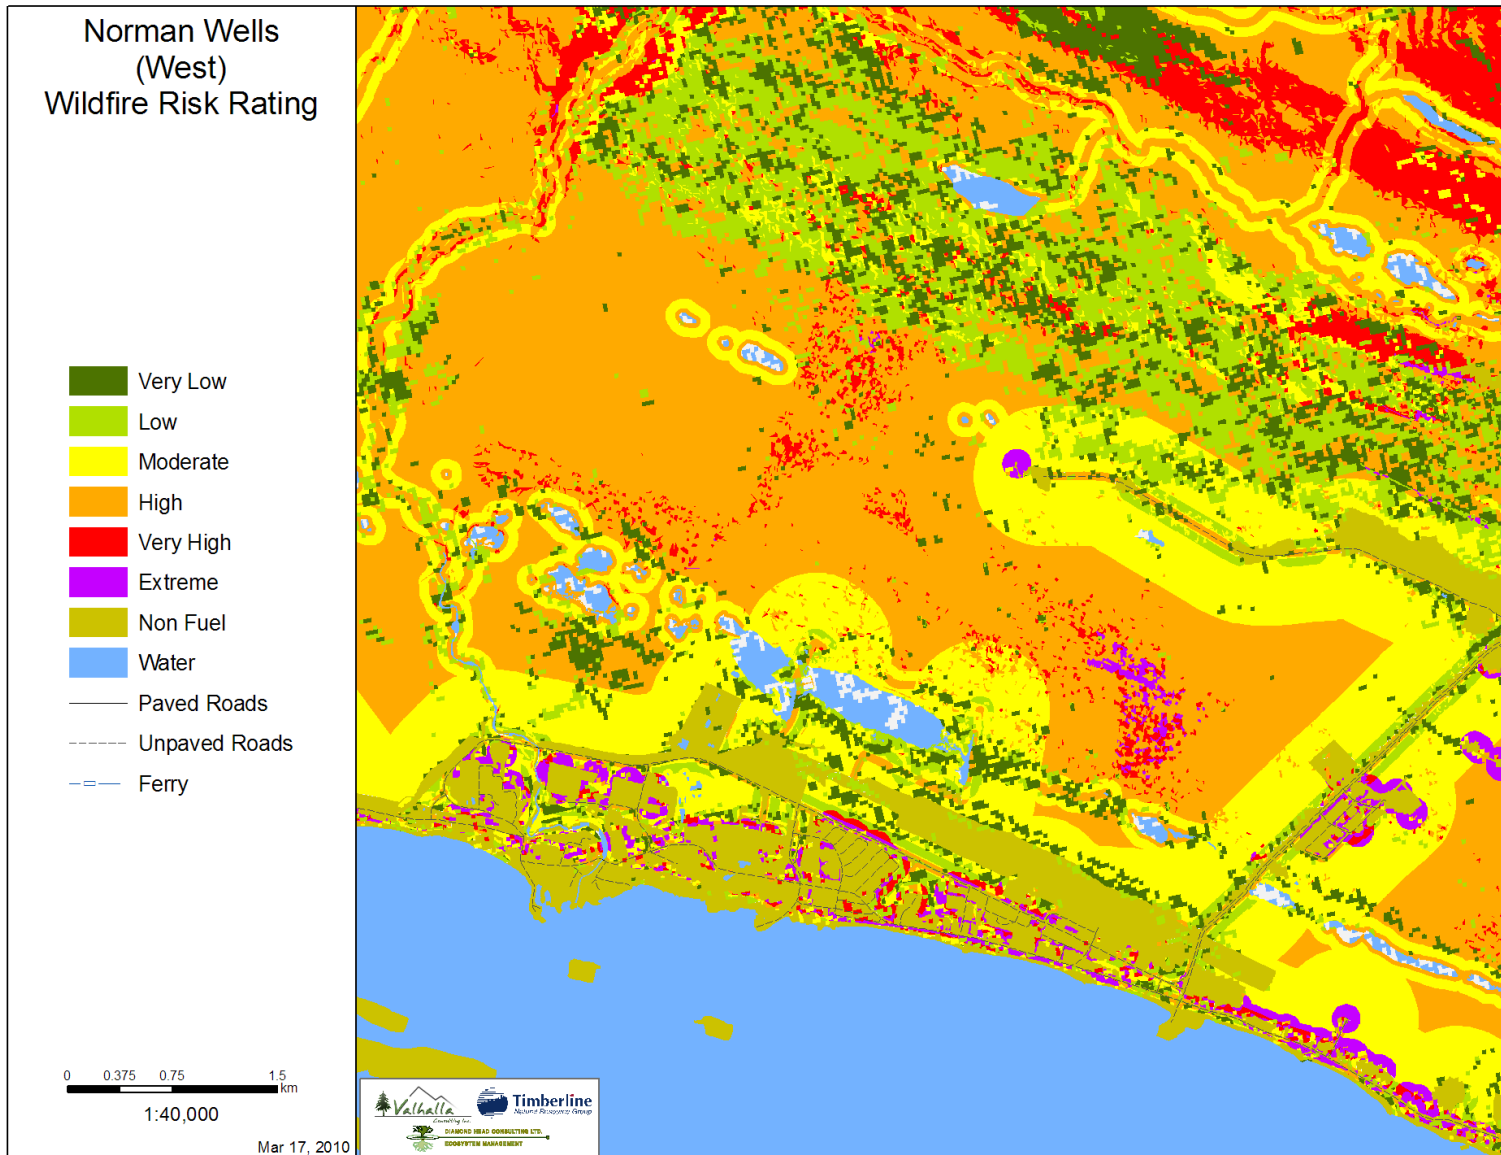 Norman Wells
(West)
Wildfire Risk Rating
Very Low
Low
Moderate
High
Very High
Extreme
Non Fuel
Water
Paved Roads
Unpaved Roads
Ferry
0 0.375 0.75 1.5
km
1:40,000
Mar 17, 2010
Valhalla
Consulting Inc.
Timberline
Natural Resource Group
DIAMOND HEAD CONSULTING LTD.
ECOSYSTEM MANAGEMENT